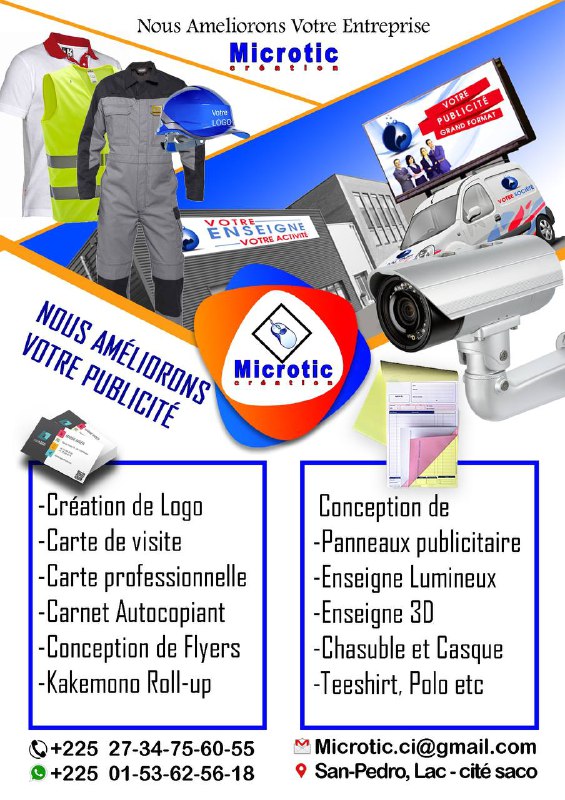 Nous Ameliorons Votre Entreprise
Microtic
création
Votre
LOGO
VOTRE
PUBLICITÉ
GRAND FORMAT
VOTRE SOCIÉTÉ
VOTRE
ENSEIGNE
VOTRE ACTIVITÉ
NOUS AMÉLIORONS
VOTRE PUBLICITÉ
Microtic
création
-Création de Logo
-Carte de visite
-Carte professionnelle
-Carnet Autocopiant
-Conception de Flyers
-Kakemono Roll-up
Conception de
-Panneaux publicitaire
-Enseigne Lumineux
-Enseigne 3D
-Chasuble et Casque
-Teeshirt, Polo etc
+225 27-34-75-60-55
+225 01-53-62-56-18
Microtic.ci@gmail.com
San-Pedro, Lac - cité saco